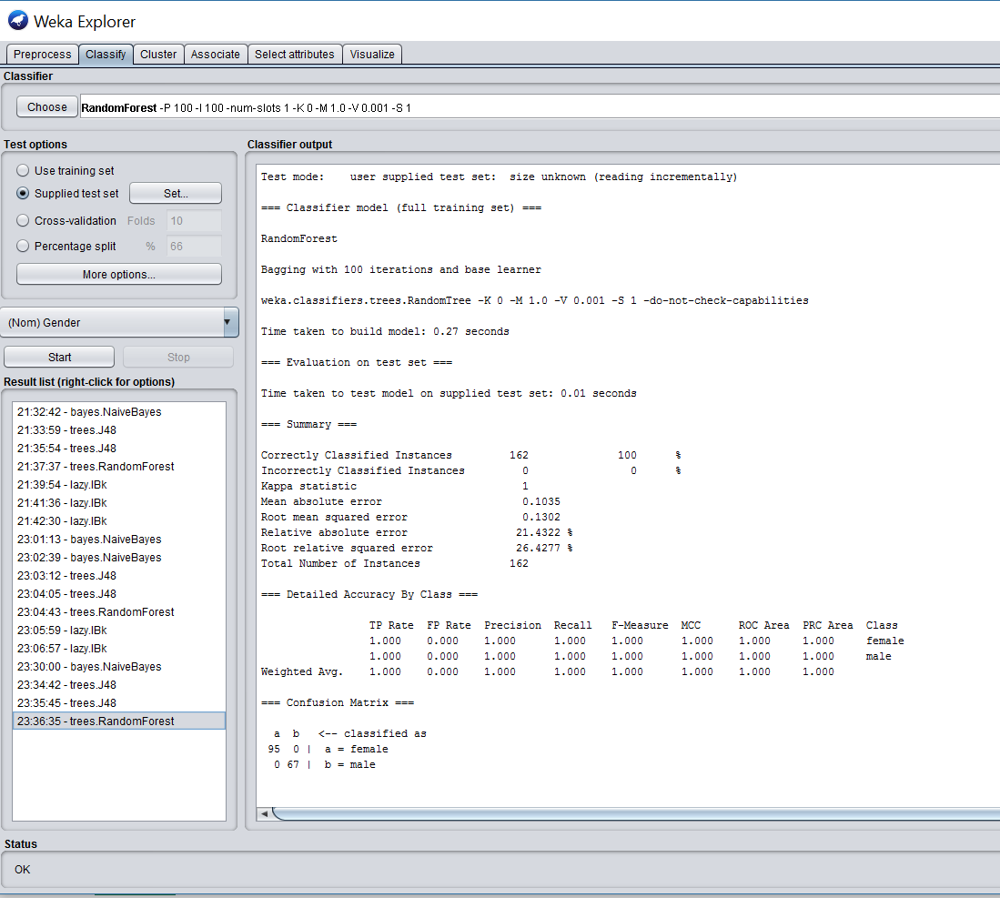 Weka Explorer
Preprocess Classify Cluster Associate Select attributes Visualize
Classifier
Choose RandomForest -P 100 -I 100 -num-slots 1 -K 0 -M 1.0 -V 0.001 -S 1
Test options
Use training set
Supplied test set Set...
Cross-validation Folds 10
Percentage split % 66
More options...
(Nom) Gender
Start Stop
Result list (right-click for options)
21:32:42 - bayes.NaiveBayes
21:33:59 - trees.J48
21:35:54 - trees.J48
21:37:37 - trees.RandomForest
21:39:54 - lazy.IBk
21:41:36 - lazy.IBk
21:42:30 - lazy.IBk
23:01:13 - bayes.NaiveBayes
23:02:39 - bayes.NaiveBayes
23:03:12 - trees.J48
23:04:05 - trees.J48
23:04:43 - trees.RandomForest
23:05:59 - lazy.IBk
23:06:57 - lazy.IBk
23:30:00 - bayes.NaiveBayes
23:34:42 - trees.J48
23:35:45 - trees.J48
23:36:35 - trees.RandomForest
Classifier output
Test mode:    user supplied test set:  size unknown (reading incrementally)
=== Classifier model (full training set) ===
RandomForest
Bagging with 100 iterations and base learner
weka.classifiers.trees.RandomTree -K 0 -M 1.0 -V 0.001 -S 1 -do-not-check-capabilities
Time taken to build model: 0.27 seconds
=== Evaluation on test set ===
Time taken to test model on supplied test set: 0.01 seconds
=== Summary ===
Correctly Classified Instances         162              100      %
Incorrectly Classified Instances         0                0      %
Kappa statistic                          1
Mean absolute error                      0.1035
Root mean squared error                  0.1302
Relative absolute error                 21.4322 %
Root relative squared error             26.4277 %
Total Number of Instances              162
=== Detailed Accuracy By Class ===
TP Rate  FP Rate  Precision  Recall   F-Measure  MCC      ROC Area  PRC Area  Class
1.000    0.000    1.000      1.000    1.000      1.000    1.000     1.000     female
1.000    0.000    1.000      1.000    1.000      1.000    1.000     1.000     male
Weighted Avg.    1.000    0.000    1.000      1.000    1.000      1.000    1.000     1.000
=== Confusion Matrix ===
a  b   <-- classified as
95  0 |  a = female
0 67 |  b = male
Status
OK